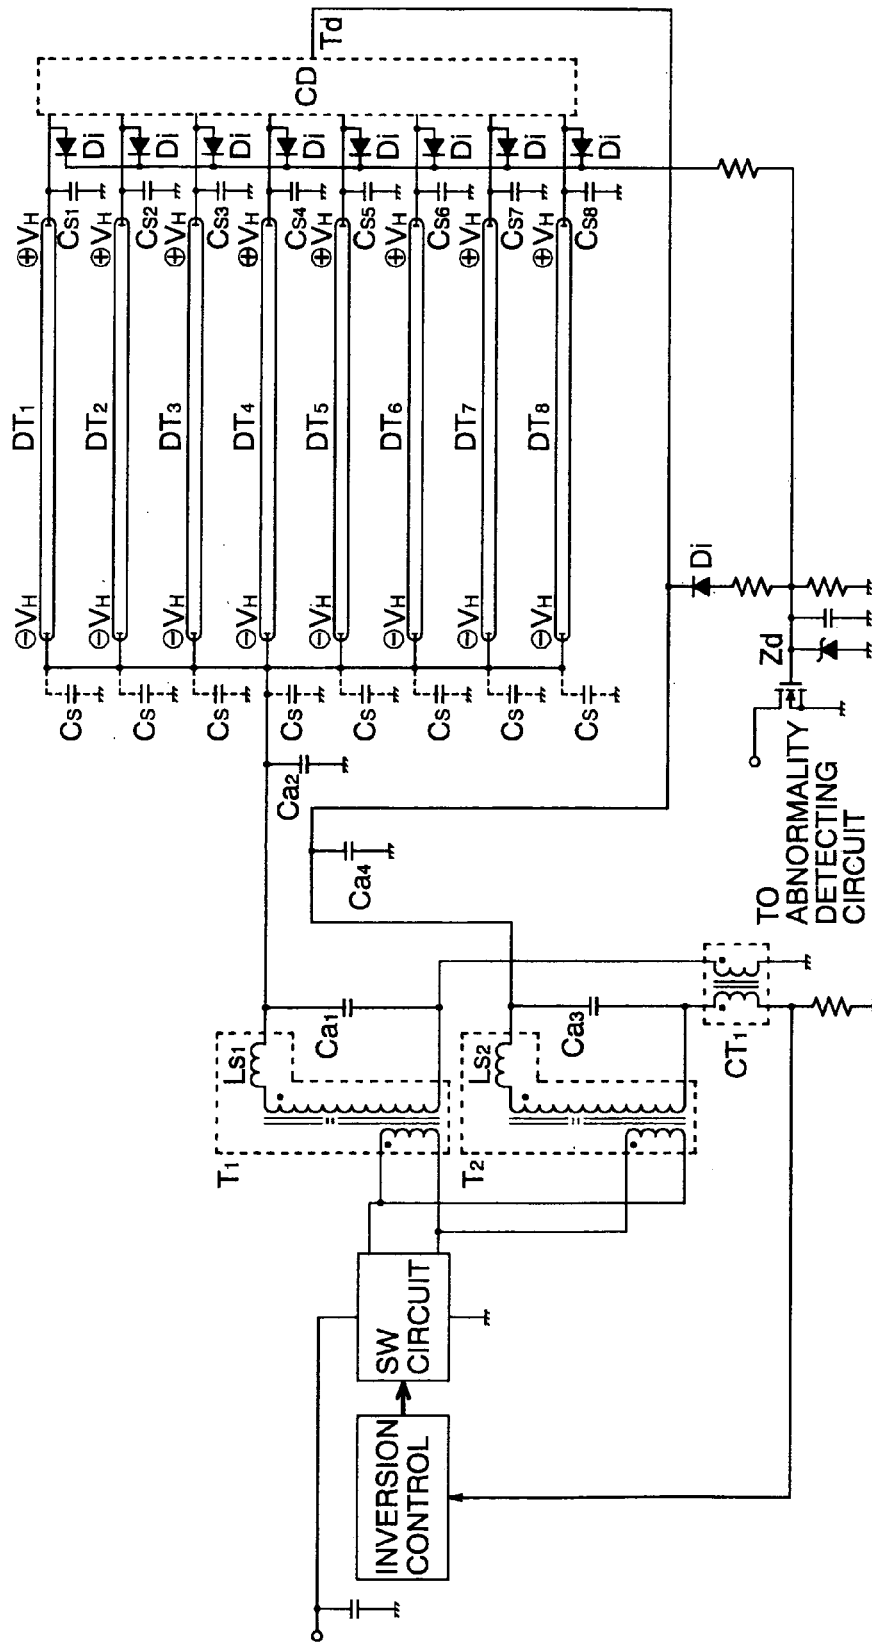 INVERSION
CONTROL
SW
CIRCUIT
T1
T2
LS1
LS2
Ca1
Ca3
CT1
Ca2
Ca4
TO
ABNORMALITY
DETECTING
CIRCUIT
Zd
Di
Cs
Cs
Cs
Cs
Cs
Cs
Cs
Cs
⊖VH
⊖VH
⊖VH
⊖VH
⊖VH
⊖VH
⊖VH
⊖VH
DT1
DT2
DT3
DT4
DT5
DT6
DT7
DT8
⊕VH
⊕VH
⊕VH
⊕VH
⊕VH
⊕VH
⊕VH
⊕VH
CS1
CS2
CS3
CS4
CS5
CS6
CS7
CS8
Di
Di
Di
Di
Di
Di
Di
Di
CD
Td